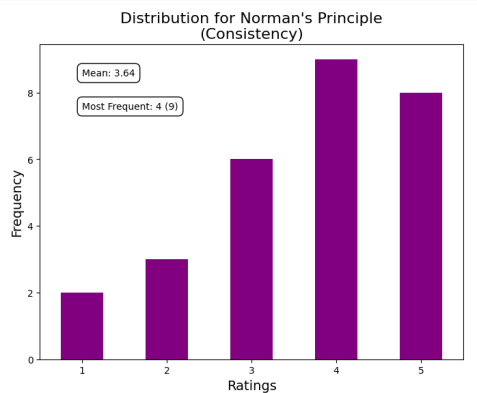 Distribution for Norman's Principle
(Consistency)
Mean: 3.64
Most Frequent: 4 (9)
Frequency
8
6
4
2
0
1 2 3 4 5
Ratings